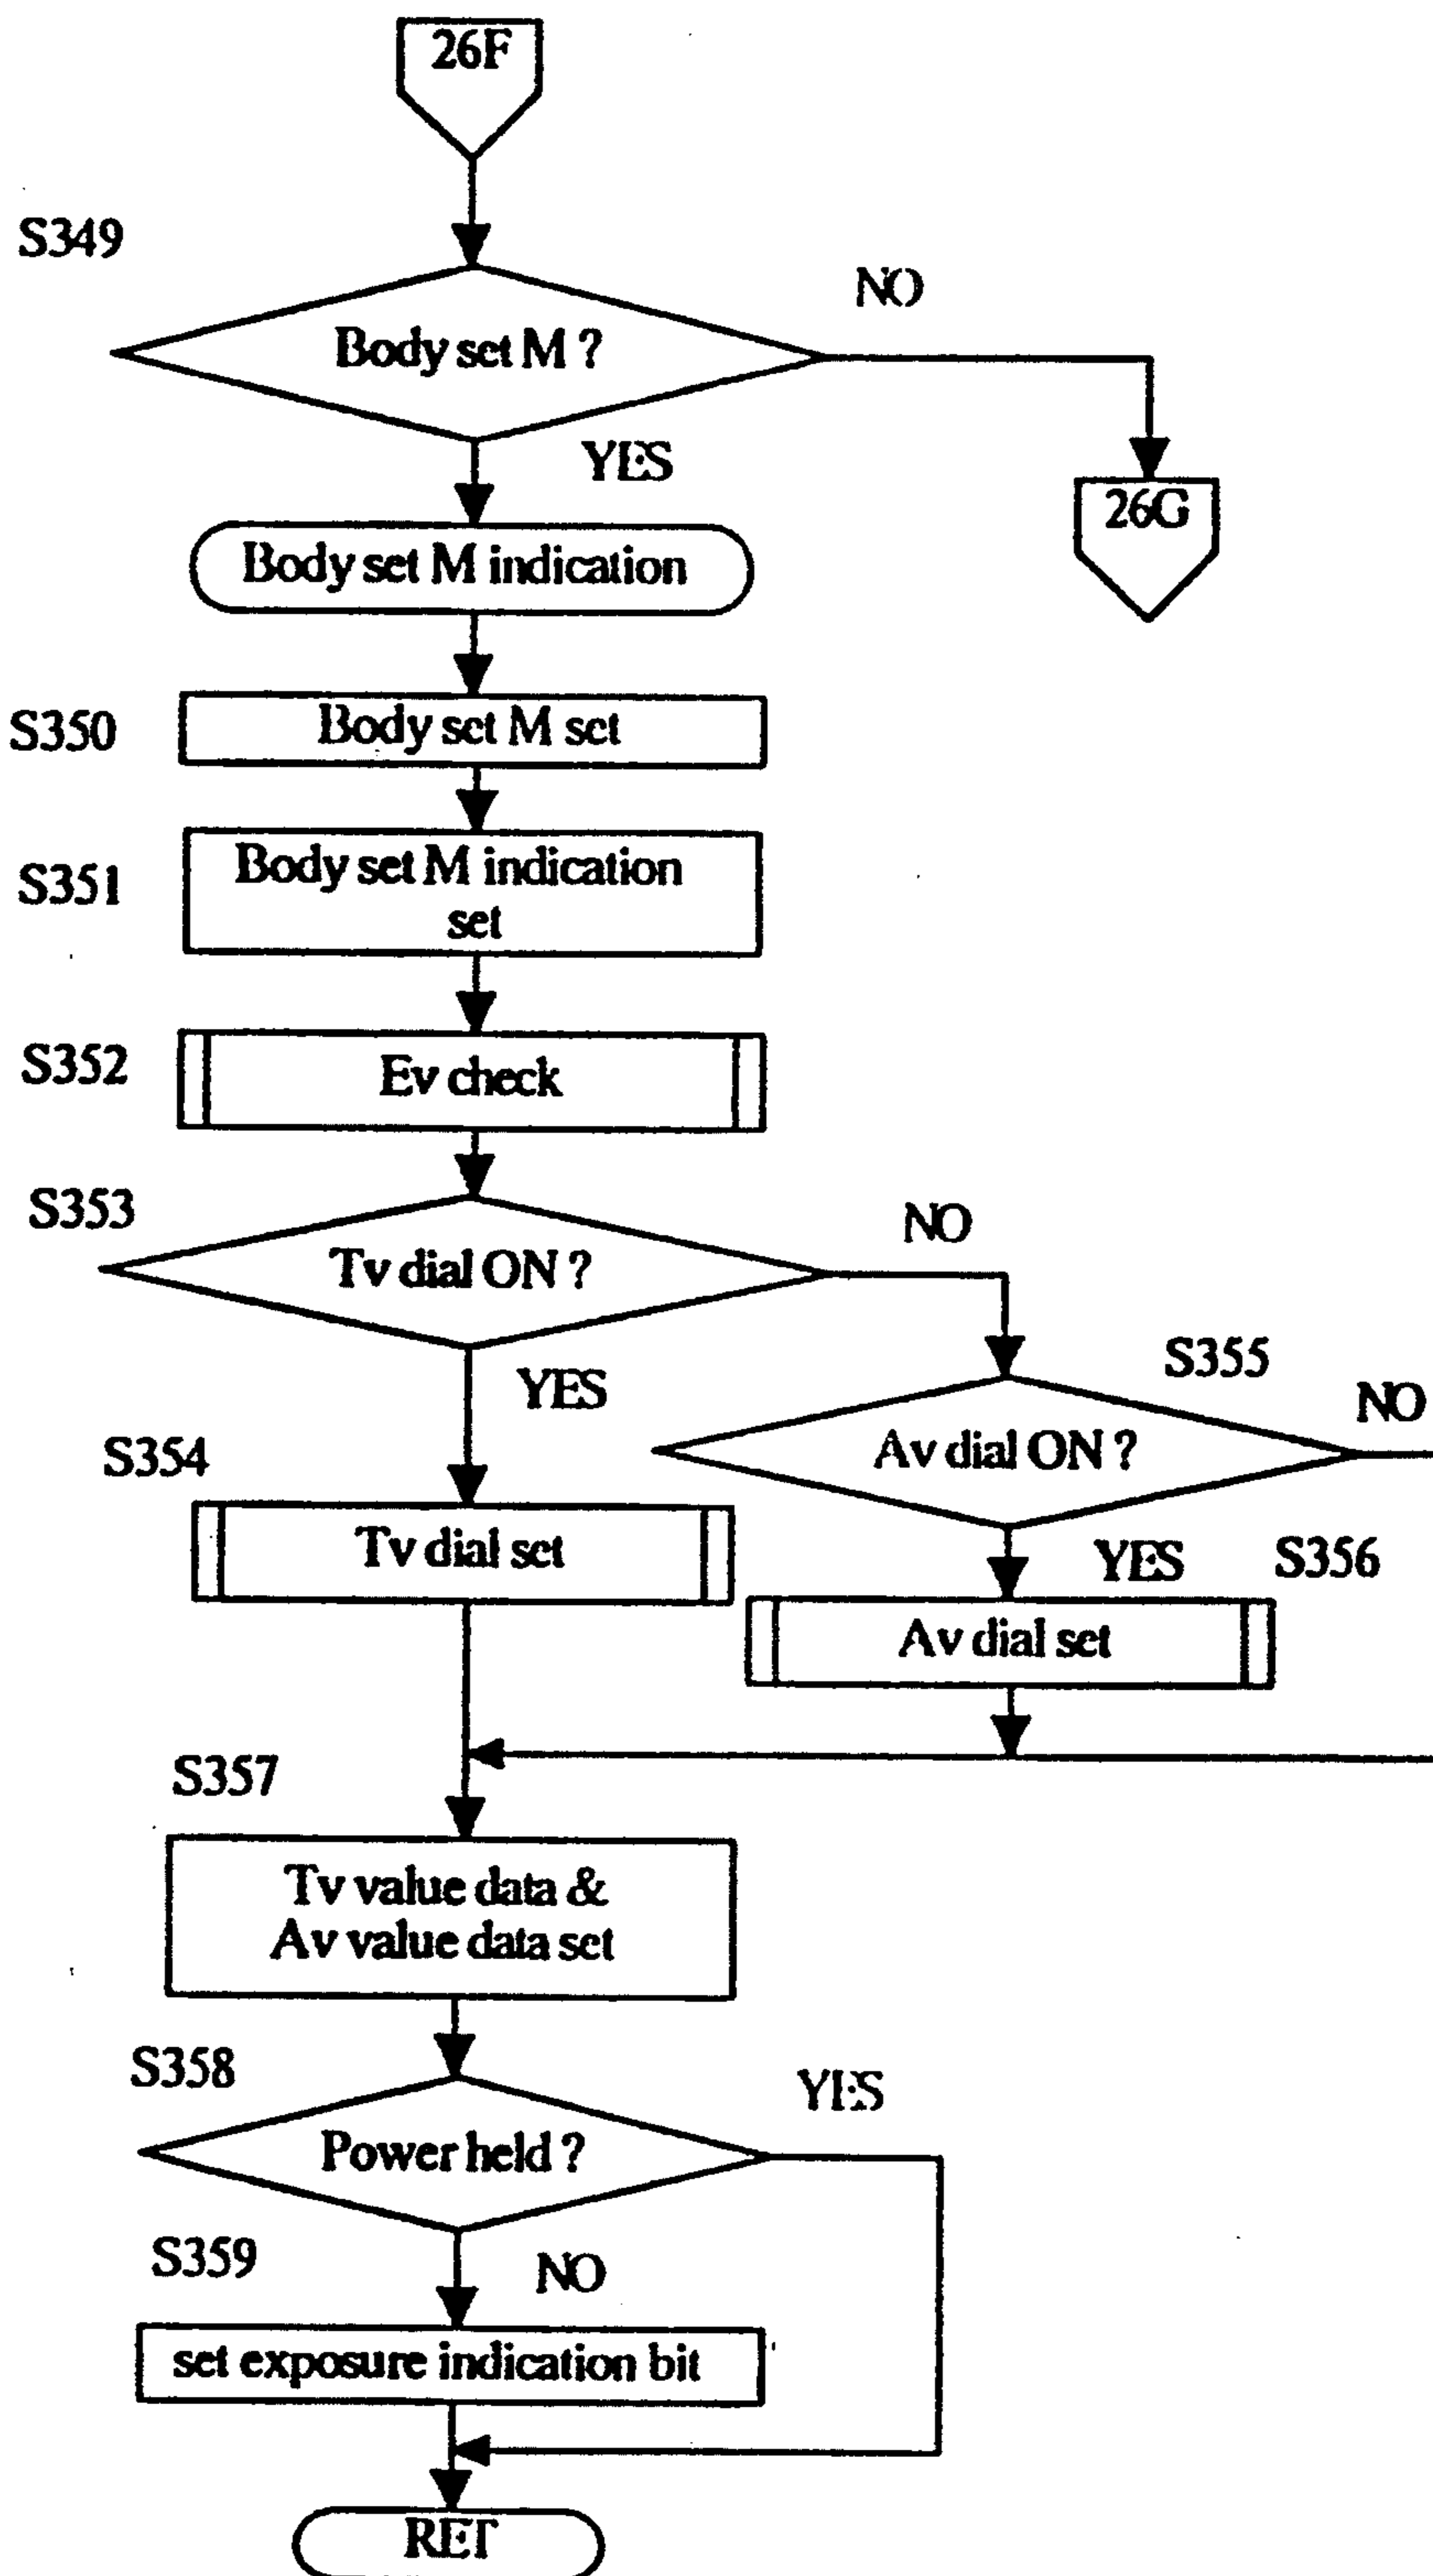 26F
S349
NO
Body set M ?
YES
26G
Body set M indication
S350
Body set M set
S351
Body set M indication
set
S352
Ev check
S353
NO
Tv dial ON ?
S355
YES
NO
S354
Av dial ON ?
Tv dial set
YES
S356
Av dial set
S357
Tv value data &
Av value data set
S358
YES
Power held ?
S359
NO
set exposure indication bit
RET